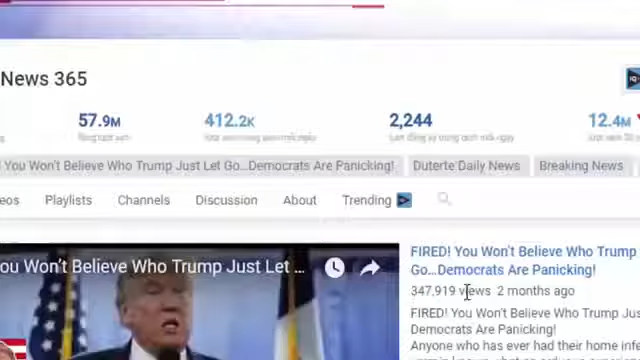 News 365
57.9M 412.2K 2,244 12.4M
! You Won't Believe Who Trump Just Let Go...Democrats Are Panicking! Duterte Daily News Breaking News
eos Playlists Channels Discussion About Trending
ou Won't Believe Who Trump Just Let ...
FIRED! You Won't Believe Who Trump
Go...Democrats Are Panicking!
347,919 views 2 months ago
FIRED! You Won't Believe Who Trump Jus
Democrats Are Panicking!
Anyone who has ever had their home infe